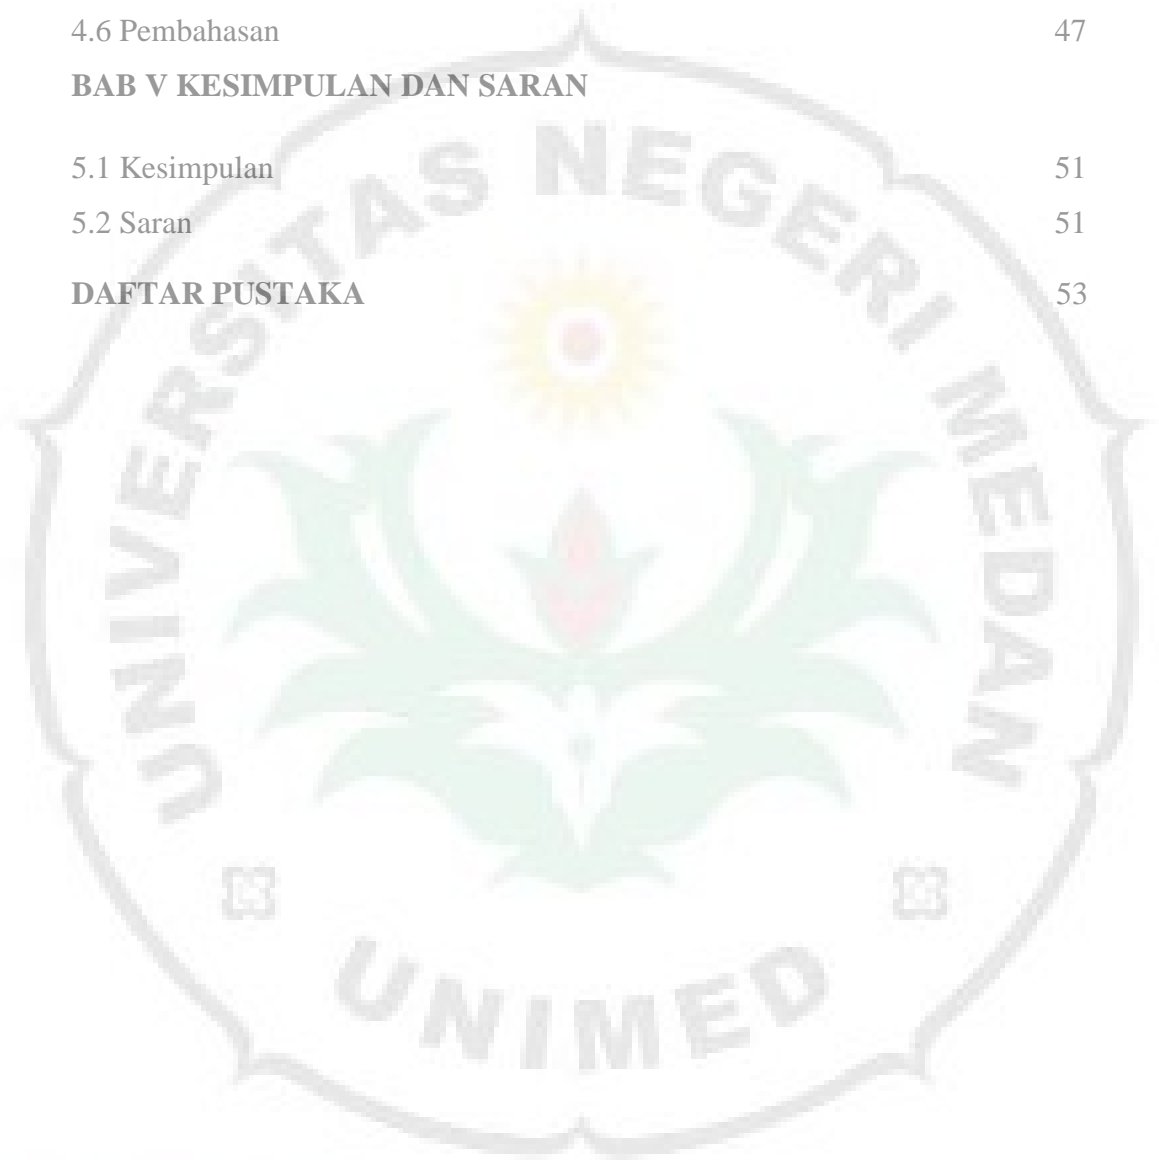 4.6 Pembahasan 47
BAB V KESIMPULAN DAN SARAN
5.1 Kesimpulan 51
5.2 Saran 51
DAFTAR PUSTAKA 53
UNIVERSITAS NEGERI MEDAN
UNIMED